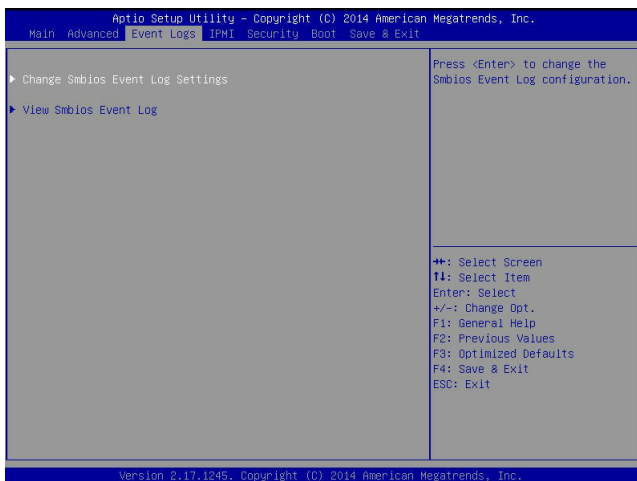 Aptio Setup Utility – Copyright (C) 2014 American Megatrends, Inc.
Main Advanced Event Logs IPMI Security Boot Save & Exit
Change Smbios Event Log Settings
View Smbios Event Log
Press <Enter> to change the
Smbios Event Log configuration.
→←: Select Screen
↑↓: Select Item
Enter: Select
+/-: Change Opt.
F1: General Help
F2: Previous Values
F3: Optimized Defaults
F4: Save & Exit
ESC: Exit
Version 2.17.1245. Copyright (C) 2014 American Megatrends, Inc.